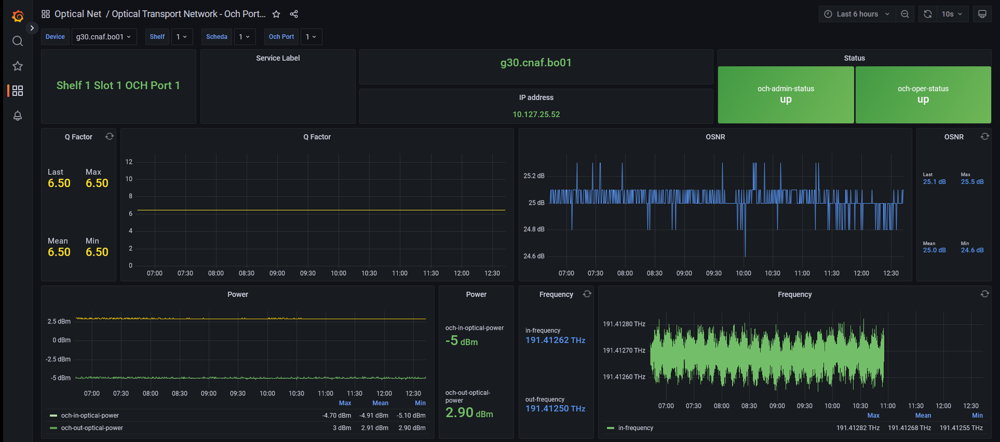 Optical Net / Optical Transport Network - Och Port...
Last 6 hours
10s
Device
g30.cnaf.bo01
Shelf
1
Scheda
1
Och Port
1
Shelf 1 Slot 1 OCH Port 1
Service Label
g30.cnaf.bo01
IP address
10.127.25.52
Status
och-admin-status
up
och-oper-status
up
Q Factor
Last Max
6.50 6.50
Mean Min
6.50 6.50
Q Factor
12
10
8
6
4
2
0
07:00 07:30 08:00 08:30 09:00 09:30 10:00 10:30 11:00 11:30 12:00 12:30
OSNR
25.2 dB
25 dB
24.8 dB
24.6 dB
07:00 07:30 08:00 08:30 09:00 09:30 10:00 10:30 11:00 11:30 12:00 12:30
OSNR
Last Max
25.1 dB 25.5 dB
Mean Min
25.0 dB 24.6 dB
Power
2.5 dBm
0 dBm
-2.5 dBm
-5 dBm
07:00 07:30 08:00 08:30 09:00 09:30 10:00 10:30 11:00 11:30 12:00 12:30
Max Mean Min
och-in-optical-power -4.70 dBm -4.91 dBm -5.10 dBm
och-out-optical-power 3 dBm 2.91 dBm 2.90 dBm
Power
och-in-optical-power
-5 dBm
och-out-optical-
power
2.90 dBm
Frequency
in-frequency
191.41262 THz
out-frequency
191.41250 THz
Frequency
191.41280 THz
191.41270 THz
191.41260 THz
07:00 07:30 08:00 08:30 09:00 09:30 10:00 10:30 11:00 11:30 12:00 12:30
Max Mean Min
in-frequency 191.41282 THz 191.41268 THz 191.41255 THz